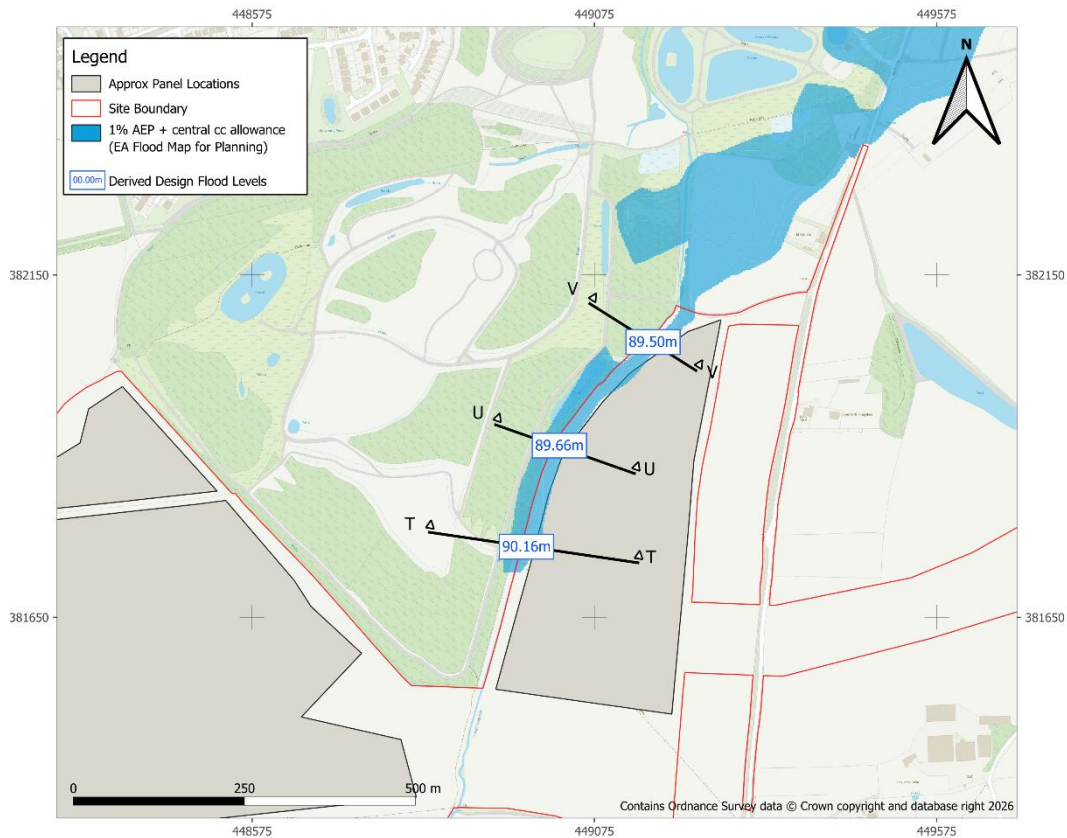 448575
449075
449575
Legend
Approx Panel Locations
Site Boundary
1% AEP + central cc allowance
(EA Flood Map for Planning)
00.00m
Derived Design Flood Levels
N
382150
382150
V
89.50m
V
U
89.66m
U
T
90.16m
T
381650
381650
0
250
500 m
Contains Ordnance Survey data © Crown copyright and database right 2026
448575
449075
449575